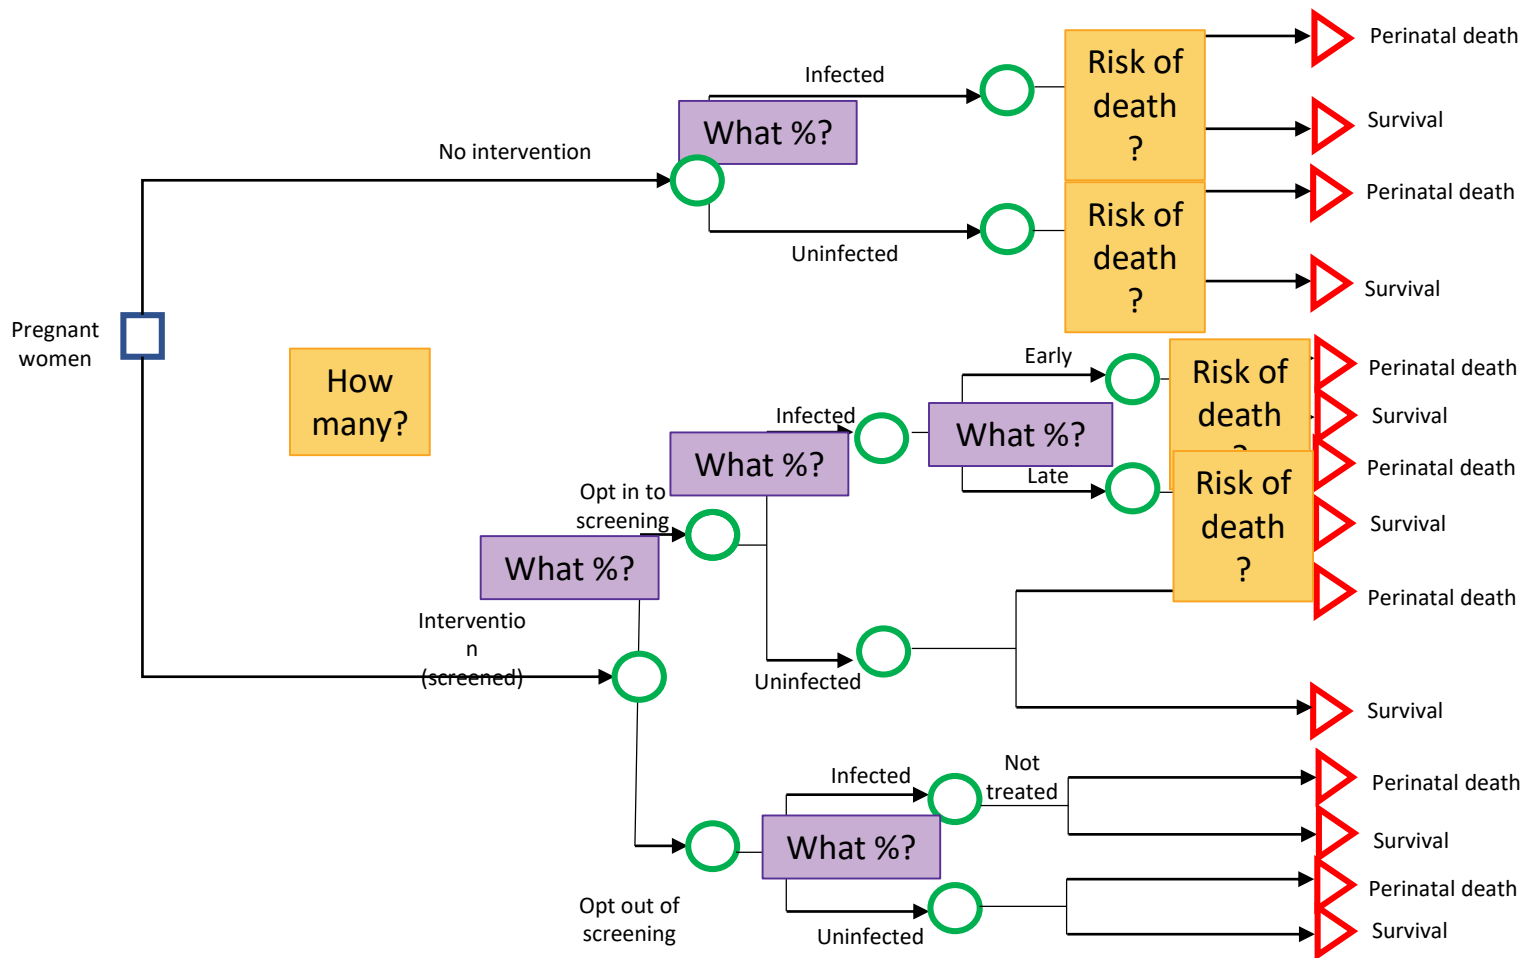 Perinatal death
Infected
Risk of
death
?
Survival
What %?
No intervention
Perinatal death
Risk of
death
?
Uninfected
Survival
Pregnant
women
How
many?
Early
Risk of
death
?
Perinatal death
Infected
Survival
What %?
What %?
Late
Perinatal death
Risk of
death
?
Opt in to
screening
Survival
What %?
Perinatal death
Interventio
n
(screened)
Uninfected
Survival
Not
treated
Infected
Perinatal death
What %?
Survival
Perinatal death
Opt out of
screening
Uninfected
Survival